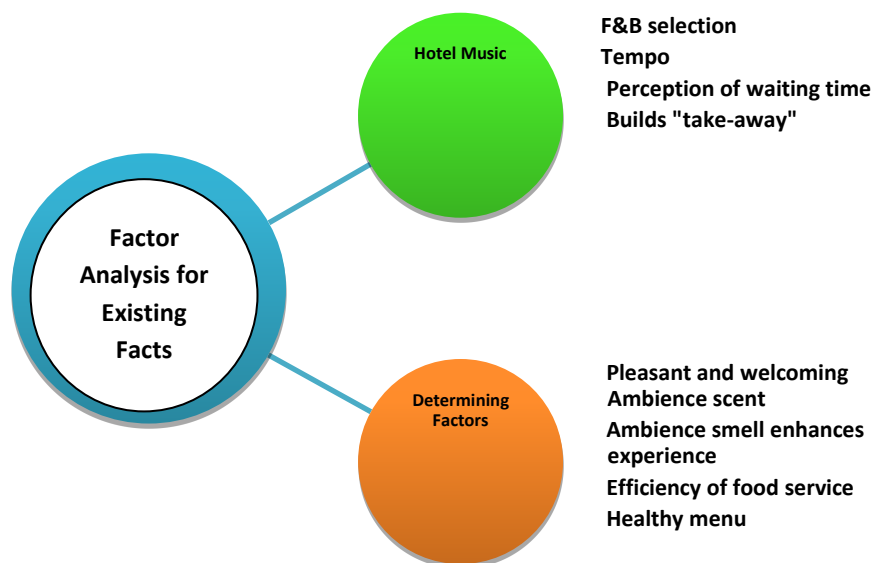 Factor
Analysis for
Existing
Facts
Hotel Music
F&B selection
Tempo
Perception of waiting time
Builds "take-away"
Determining
Factors
Pleasant and welcoming
Ambience scent
Ambience smell enhances
experience
Efficiency of food service
Healthy menu